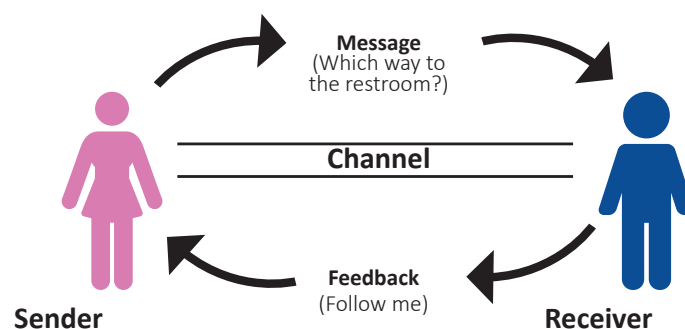 Message
(Which way to
the restroom?)
Channel
Feedback
(Follow me)
Sender
Receiver